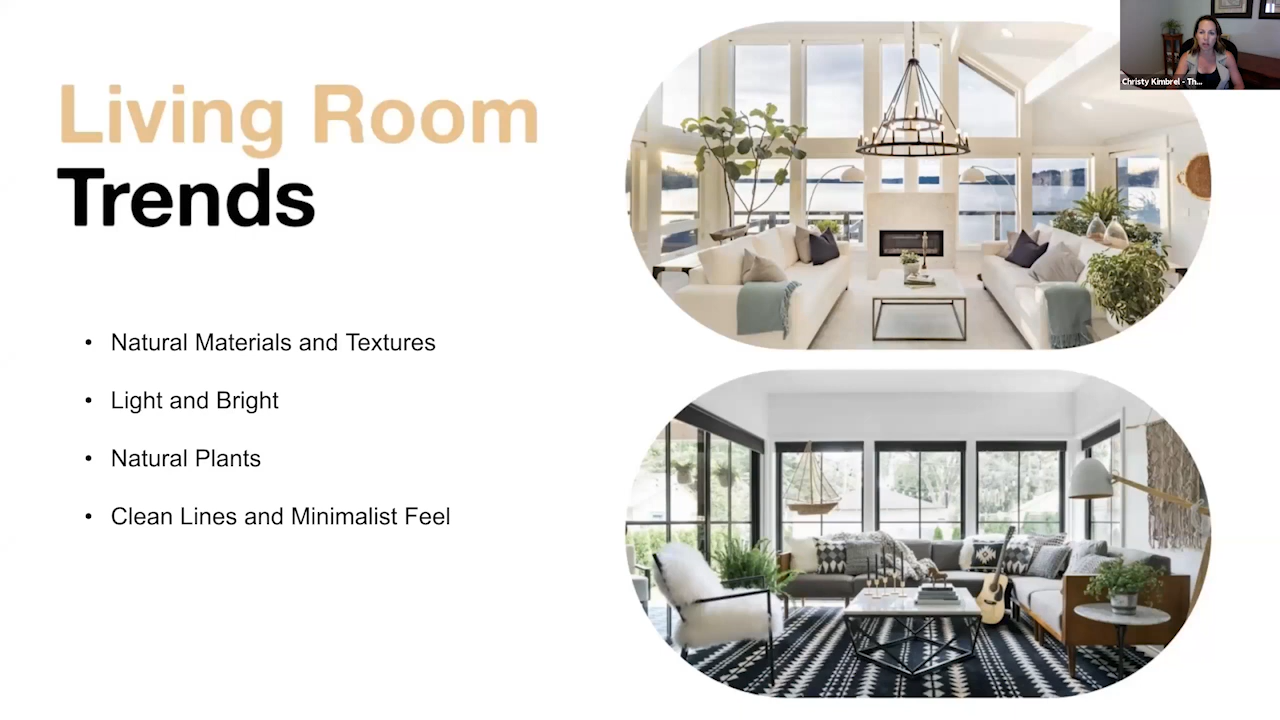 Living Room
Trends
• Natural Materials and Textures
• Light and Bright
• Natural Plants
• Clean Lines and Minimalist Feel
Christy Kimbrel - Th...